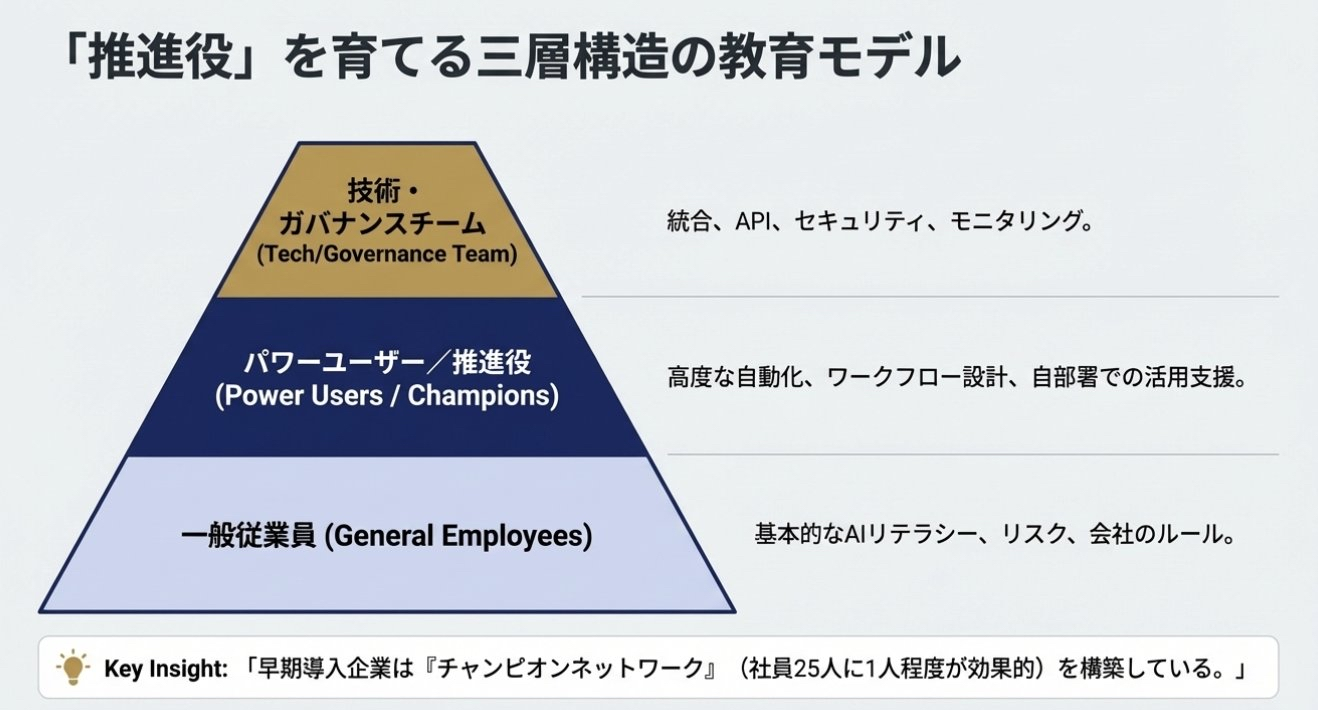 「推進役」を育てる三層構造の教育モデル
技術・
ガバナンスチーム
(Tech/Governance Team)
統合、API、セキュリティ、モニタリング。
パワーユーザー／推進役
(Power Users / Champions)
高度な自動化、ワークフロー設計、自部署での活用支援。
一般従業員 (General Employees)
基本的なAIリテラシー、リスク、会社のルール。
Key Insight: 「早期導入企業は『チャンピオンネットワーク』（社員25人に1人程度が効果的）を構築している。」